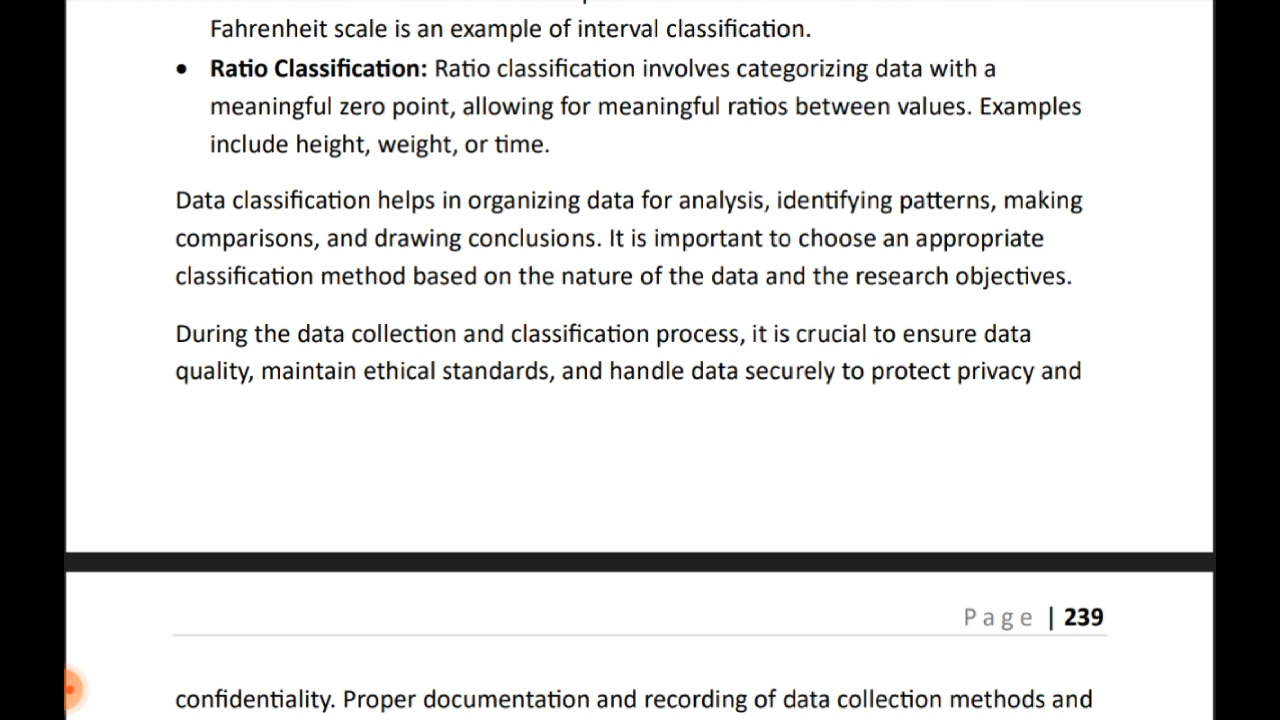 Fahrenheit scale is an example of interval classification.
• Ratio Classification: Ratio classification involves categorizing data with a
meaningful zero point, allowing for meaningful ratios between values. Examples
include height, weight, or time.
Data classification helps in organizing data for analysis, identifying patterns, making
comparisons, and drawing conclusions. It is important to choose an appropriate
classification method based on the nature of the data and the research objectives.
During the data collection and classification process, it is crucial to ensure data
quality, maintain ethical standards, and handle data securely to protect privacy and
Page | 239
confidentiality. Proper documentation and recording of data collection methods and